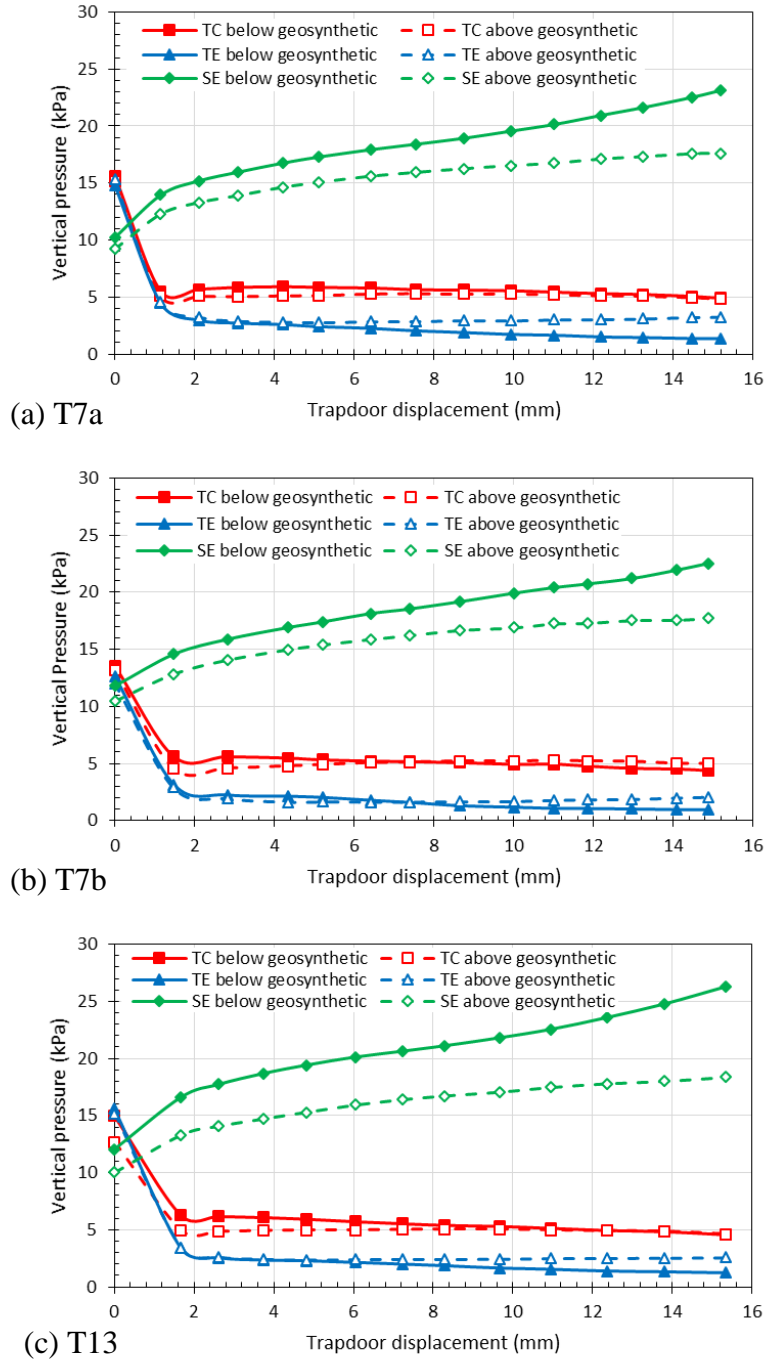 30
25
20
15
10
5
0
Vertical pressure (kPa)
TC below geosynthetic
TC above geosynthetic
TE below geosynthetic
TE above geosynthetic
SE below geosynthetic
SE above geosynthetic
0 2 4 6 8 10 12 14 16
Trapdoor displacement (mm)
(a) T7a
30
25
20
15
10
5
0
Vertical Pressure (kPa)
TC below geosynthetic
TC above geosynthetic
TE below geosynthetic
TE above geosynthetic
SE below geosynthetic
SE above geosynthetic
0 2 4 6 8 10 12 14 16
Trapdoor displacement (mm)
(b) T7b
30
25
20
15
10
5
0
Vertical pressure (kPa)
TC below geosynthetic
TC above geosynthetic
TE below geosynthetic
TE above geosynthetic
SE below geosynthetic
SE above geosynthetic
0 2 4 6 8 10 12 14 16
Trapdoor displacement (mm)
(c) T13